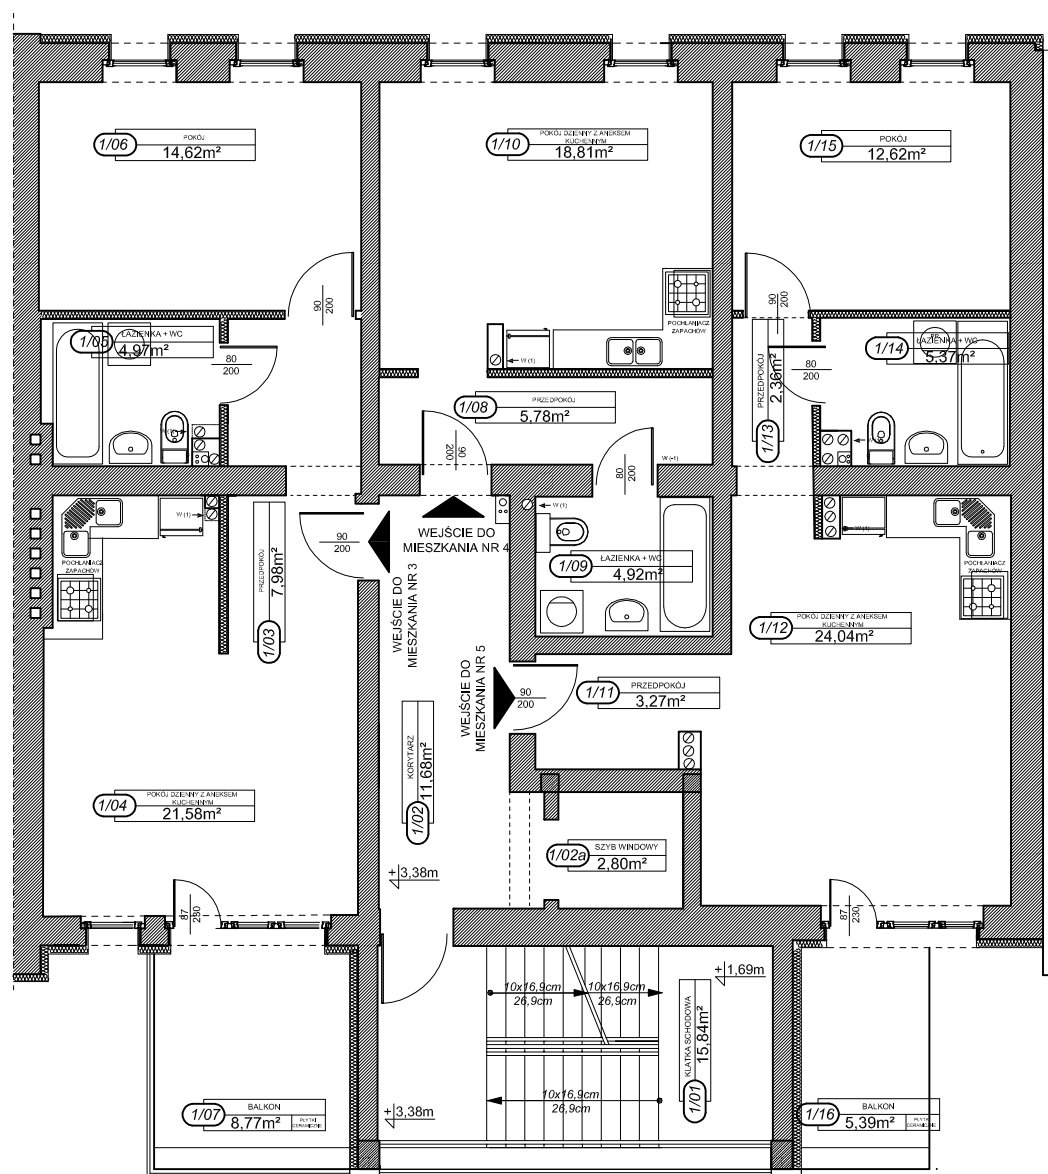 1/06
POKÓJ
14,62m²
1/10
POKÓJ DZIENNY Z ANEKSEM
KUCHENNYM
18,81m²
1/15
POKÓJ
12,62m²
90
200
90
200
POCHŁANIACZ
ZAPACHÓW
W (1)
1/05
ŁAZIENKA + WC
4,97m²
80
200
1/08
PRZEDPOKÓJ
5,78m²
90
200
80
200
W (-1)
PRZEDPOKÓJ
2,36m²
1/13
80
200
1/14
ŁAZIENKA + WC
5,37m²
W (1)
POCHŁANIACZ
ZAPACHÓW
PRZEDPOKÓJ
7,98m²
1/03
90
200
WEJŚCIE DO
MIESZKANIA NR 4
WEJŚCIE DO
MIESZKANIA NR 3
W (1)
1/09
ŁAZIENKA + WC
4,92m²
W (1)
POCHŁANIACZ
ZAPACHÓW
1/12
POKÓJ DZIENNY Z ANEKSEM
KUCHENNYM
24,04m²
WEJŚCIE DO
MIESZKANIA NR 5
90
200
1/11
PRZEDPOKÓJ
3,27m²
KORYTARZ
11,68m²
1/02
1/04
POKÓJ DZIENNY Z ANEKSEM
KUCHENNYM
21,58m²
1/02a
SZYB WINDOWY
2,80m²
+3,38m
87
230
87
230
10x16,9cm
26,9cm
10x16,9cm
26,9cm
+1,69m
KLATKA SCHODOWA
15,84m²
1/01
10x16,9cm
26,9cm
+3,38m
1/07
BALKON
8,77m²
PŁYTKI
CERAMICZNE
1/16
BALKON
5,39m²
PŁYTKI
CERAMICZNE